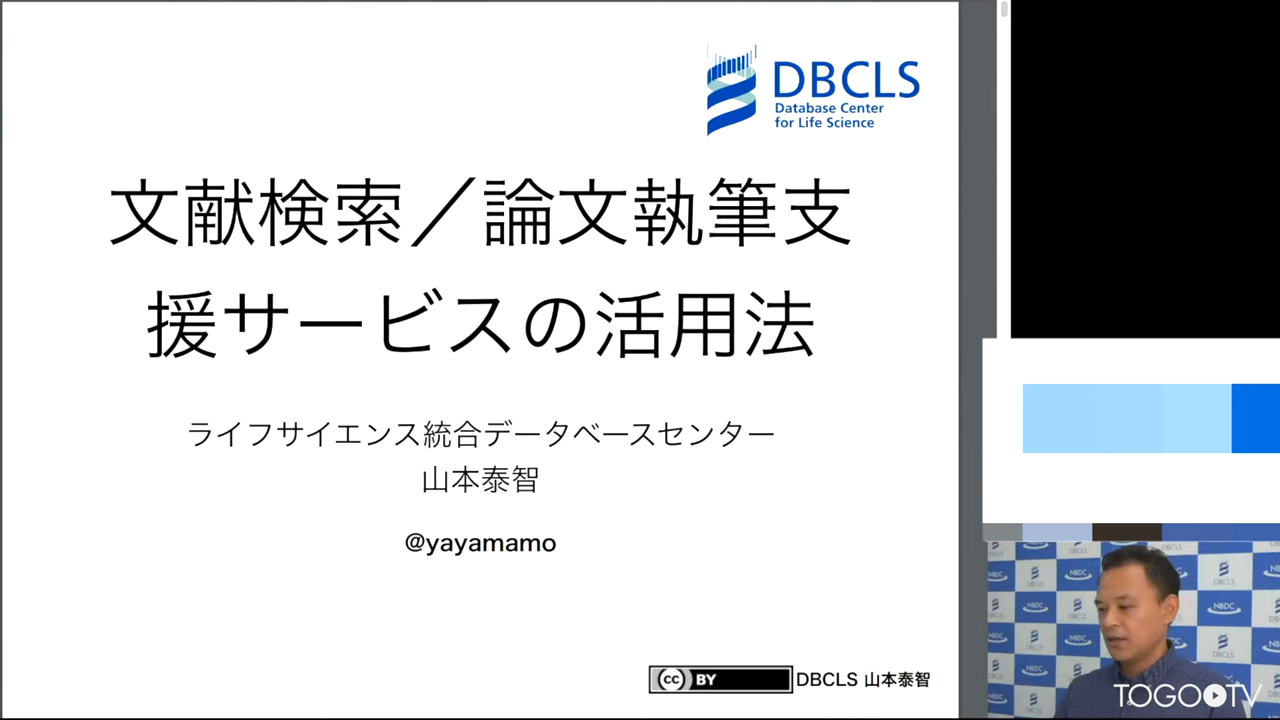 DBCLS
Database Center
for Life Science
文献検索／論文執筆支
援サービスの活用法
ライフサイエンス統合データベースセンター
山本泰智
@yayamamo
cc BY
DBCLS 山本泰智
NBDC
DBCLS
TOGOTV